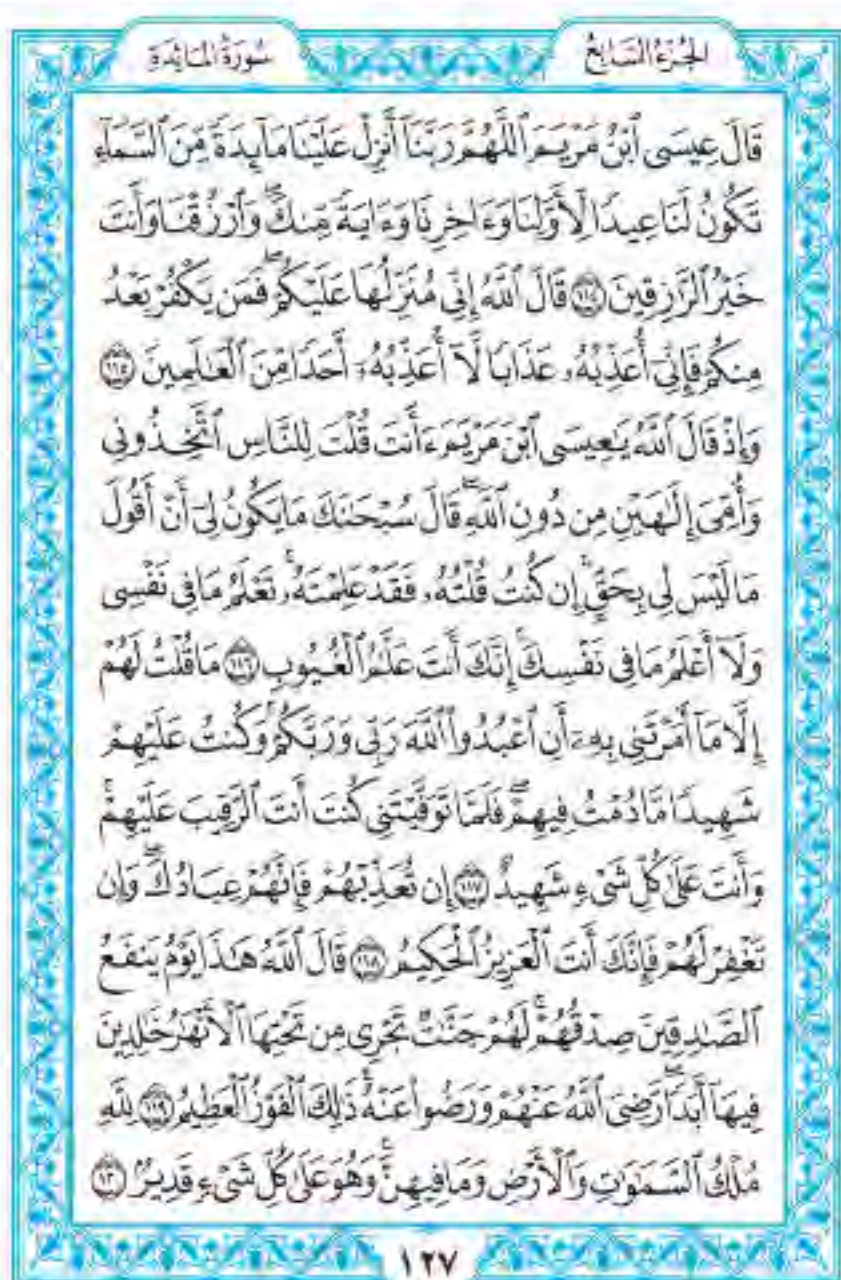 الجزء السابع
سورة المائدة
قَالَ عِيسَى ٱبْنُ مَرْيَمَ ٱللَّهُمَّ رَبَّنَآ أَنزِلْ عَلَيْنَا مَآئِدَةً مِّنَ ٱلسَّمَآءِ
تَكُونُ لَنَا عِيدًا لِّأَوَّلِنَا وَءَاخِرِنَا وَءَايَةً مِّنكَ ۖ وَٱرْزُقْنَا وَأَنتَ
خَيْرُ ٱلرَّٰزِقِينَ ١١٤ قَالَ ٱللَّهُ إِنِّى مُنَزِّلُهَا عَلَيْكُمْ ۖ فَمَن يَكْفُرْ بَعْدُ
مِنكُمْ فَإِنِّىٓ أُعَذِّبُهُۥ عَذَابًا لَّآ أُعَذِّبُهُۥٓ أَحَدًا مِّنَ ٱلْعَٰلَمِينَ ١١٥
وَإِذْ قَالَ ٱللَّهُ يَٰعِيسَى ٱبْنَ مَرْيَمَ ءَأَنتَ قُلْتَ لِلنَّاسِ ٱتَّخِذُونِى
وَأُمِّىَ إِلَٰهَيْنِ مِن دُونِ ٱللَّهِ ۖ قَالَ سُبْحَٰنَكَ مَا يَكُونُ لِىٓ أَنْ أَقُولَ
مَا لَيْسَ لِى بِحَقٍّ ۚ إِن كُنتُ قُلْتُهُۥ فَقَدْ عَلِمْتَهُۥ ۚ تَعْلَمُ مَا فِى نَفْسِى
وَلَآ أَعْلَمُ مَا فِى نَفْسِكَ ۚ إِنَّكَ أَنتَ عَلَّٰمُ ٱلْغُيُوبِ ١١٦ مَا قُلْتُ لَهُمْ
إِلَّا مَآ أَمَرْتَنِى بِهِۦٓ أَنِ ٱعْبُدُوا۟ ٱللَّهَ رَبِّى وَرَبَّكُمْ ۚ وَكُنتُ عَلَيْهِمْ
شَهِيدًا مَّا دُمْتُ فِيهِمْ ۖ فَلَمَّا تَوَفَّيْتَنِى كُنتَ أَنتَ ٱلرَّقِيبَ عَلَيْهِمْ ۚ
وَأَنتَ عَلَىٰ كُلِّ شَىْءٍ شَهِيدٌ ١١٧ إِن تُعَذِّبْهُمْ فَإِنَّهُمْ عِبَادُكَ ۖ وَإِن
تَغْفِرْ لَهُمْ فَإِنَّكَ أَنتَ ٱلْعَزِيزُ ٱلْحَكِيمُ ١١٨ قَالَ ٱللَّهُ هَٰذَا يَوْمُ يَنفَعُ
ٱلصَّٰدِقِينَ صِدْقُهُمْ ۚ لَهُمْ جَنَّٰتٌ تَجْرِى مِن تَحْتِهَا ٱلْأَنْهَٰرُ خَٰلِدِينَ
فِيهَآ أَبَدًا ۚ رَّضِىَ ٱللَّهُ عَنْهُمْ وَرَضُوا۟ عَنْهُ ۚ ذَٰلِكَ ٱلْفَوْزُ ٱلْعَظِيمُ ١١٩ لِلَّهِ
مُلْكُ ٱلسَّمَٰوَٰتِ وَٱلْأَرْضِ وَمَا فِيهِنَّ ۚ وَهُوَ عَلَىٰ كُلِّ شَىْءٍ قَدِيرٌۢ ١٢٠
١٢٧